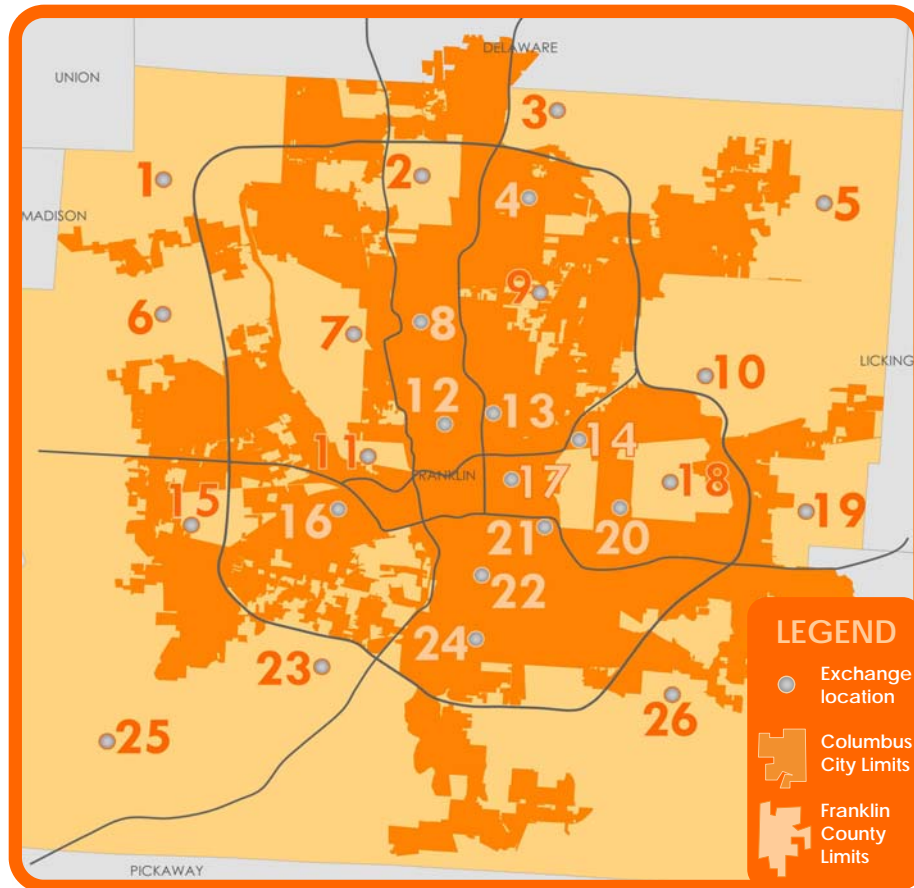 DELAWARE
UNION
3
1
2
4
5
MADISON
9
6
8
7
LICKING
10
12
13
14
11
FRANKLIN
17
18
15
16
19
21
20
22
24
23
26
25
LEGEND
Exchange
location
Columbus
City Limits
Franklin
County
Limits
PICKAWAY